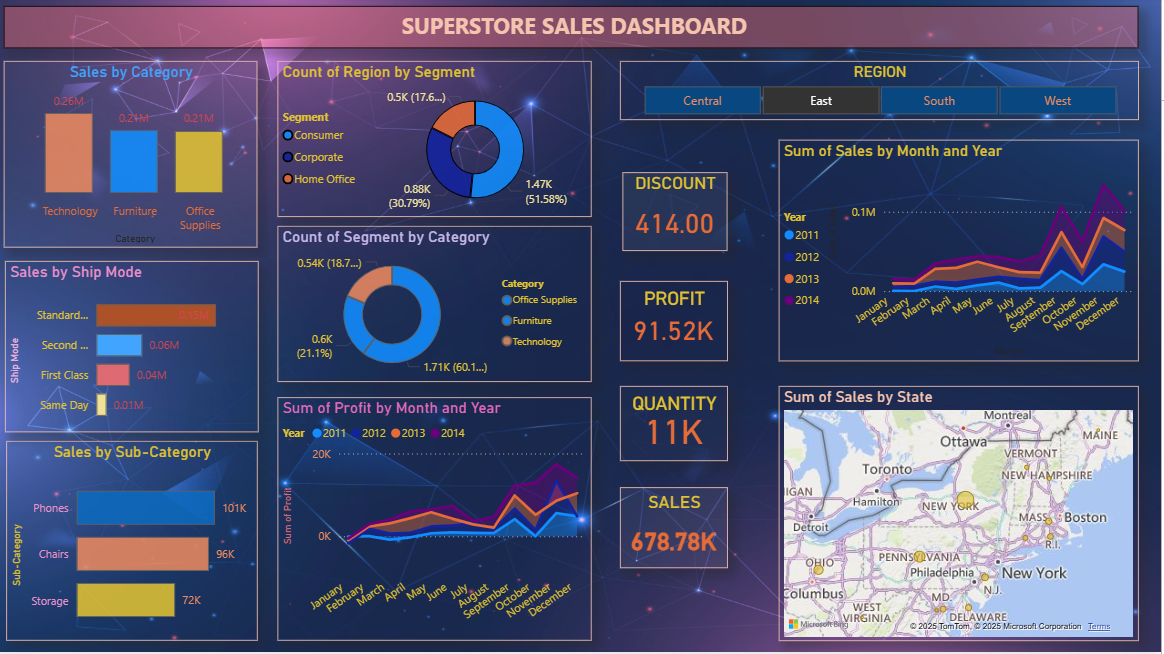 SUPERSTORE SALES DASHBOARD
Sales by Category
0.26M
0.21M
0.21M
Technology
Furniture
Office
Supplies
Category
Sales by Ship Mode
Ship Mode
Standard...
0.15M
Second ...
0.06M
First Class
0.04M
Same Day
0.01M
Sales by Sub-Category
Sub-Category
Phones
101K
Chairs
96K
Storage
72K
Count of Region by Segment
Segment
Consumer
Corporate
Home Office
0.5K (17.6...)
0.88K
(30.79%)
1.47K
(51.58%)
Count of Segment by Category
0.54K (18.7...)
0.6K
(21.1%)
1.71K (60.1...)
Category
Office Supplies
Furniture
Technology
Sum of Profit by Month and Year
Year 2011 2012 2013 2014
Sum of Profit
20K
0K
January
February
March
April
May
June
July
August
September
October
November
December
DISCOUNT
414.00
PROFIT
91.52K
QUANTITY
11K
SALES
678.78K
REGION
Central East South West
Sum of Sales by Month and Year
Year
2011
2012
2013
2014
0.1M
0.0M
January
February
March
April
May
June
July
August
September
October
November
December
Sum of Sales by State
Montreal
Ottawa
MAINE
VERMONT
Toronto
NEW HAMPSHIRE
IGAN
Hamilton
NEW YORK
MASS.
Boston
Detroit
R.I.
OHIO
PENNSYLVANIA
Philadelphia
New York
Columbus
N.J.
MD.
WEST
VIRGINIA
DELAWARE
Microsoft Bing
© 2025 TomTom, © 2025 Microsoft Corporation Terms